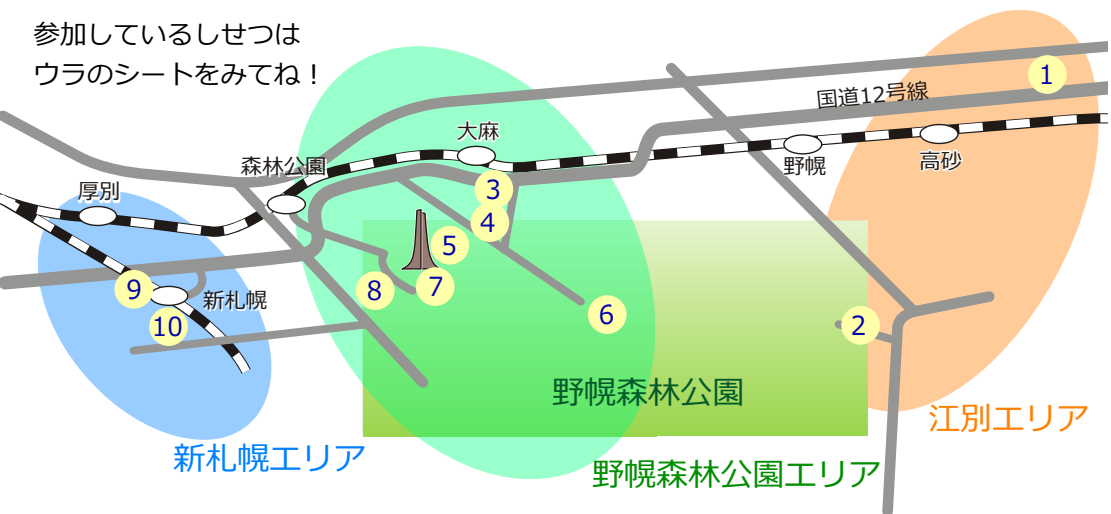 参加しているしせつは
ウラのシートをみてね！
1
国道12号線
大麻
森林公園
野幌
高砂
厚別
3
4
5
9
新札幌
8
7
6
10
2
野幌森林公園
江別エリア
新札幌エリア
野幌森林公園エリア